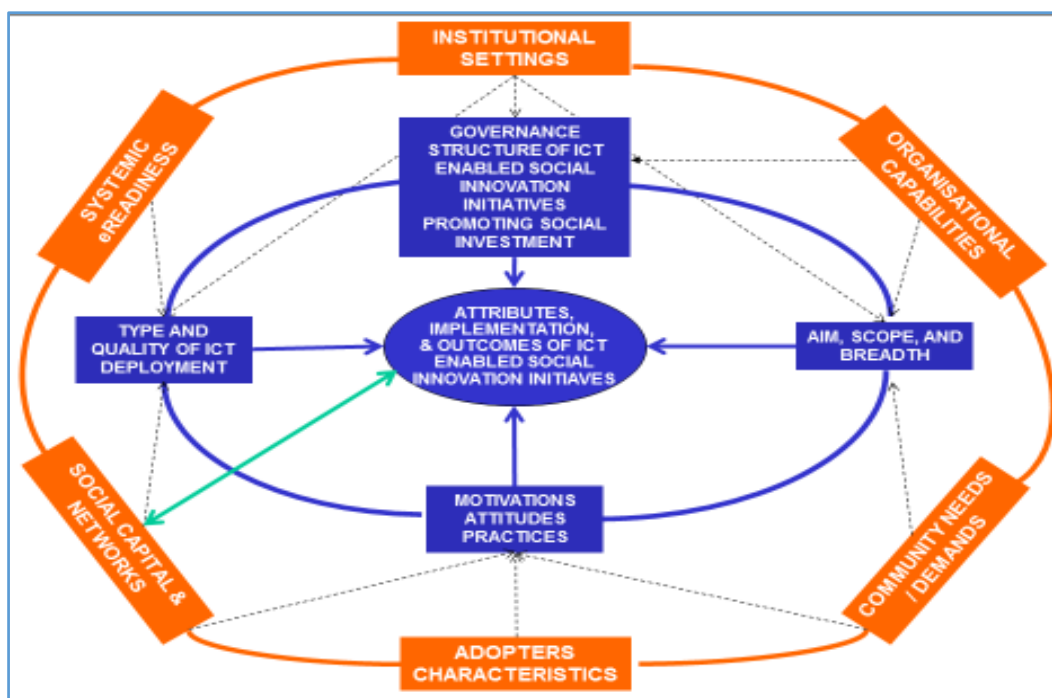 INSTITUTIONAL
SETTINGS
SYSTEMIC
eREADINESS
GOVERNANCE
STRUCTURE OF ICT
ENABLED SOCIAL
INNOVATION
INITIATIVES
PROMOTING SOCIAL
INVESTMENT
ORGANISATIONAL
CAPABILITIES
TYPE AND
QUALITY OF ICT
DEPLOYMENT
ATTRIBUTES,
IMPLEMENTATION,
& OUTCOMES OF ICT
ENABLED SOCIAL
INNOVATION INITIAVES
AIM, SCOPE, AND
BREADTH
SOCIAL CAPITAL &
NETWORKS
MOTIVATIONS
ATTITUDES
PRACTICES
COMMUNITY NEEDS
/ DEMANDS
ADOPTERS
CHARACTERISTICS